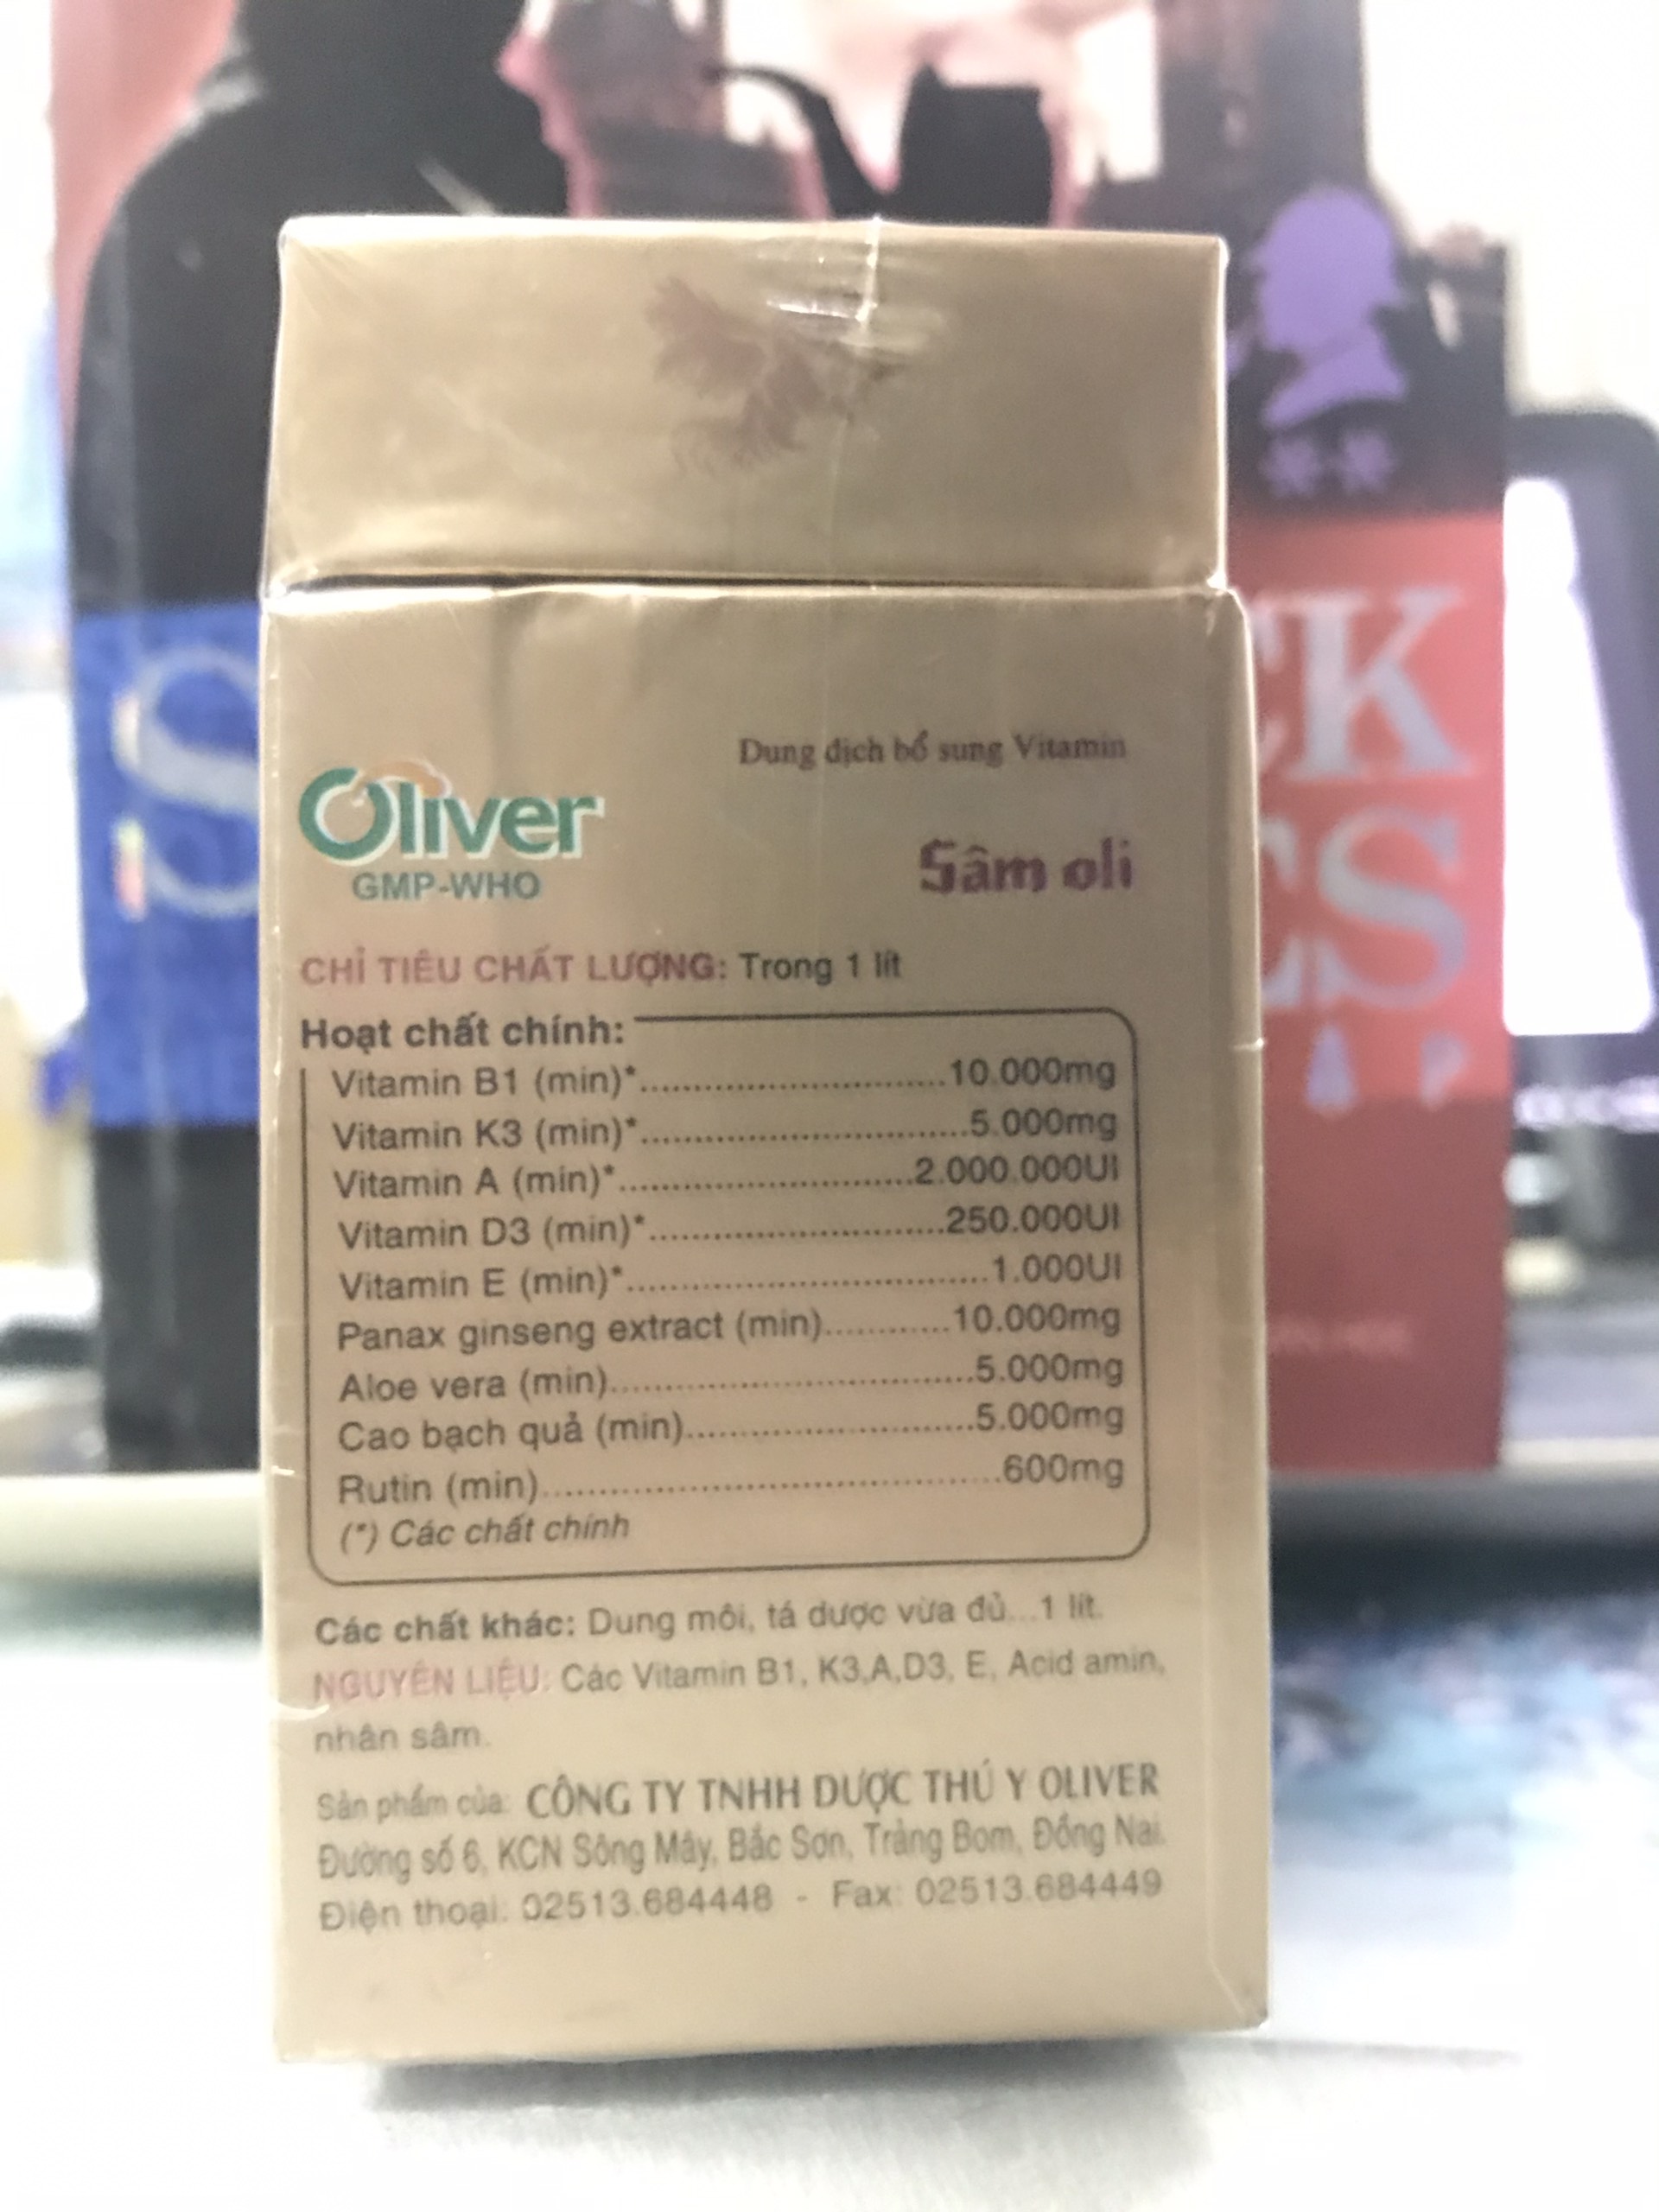 Dung dịch bổ sung Vitamin
Oliver
GMP-WHO
Sâm oli
CHỈ TIÊU CHẤT LƯỢNG: Trong 1 lít
Hoạt chất chính:
Vitamin B1 (min)*..............................10.000mg
Vitamin K3 (min)*................................5.000mg
Vitamin A (min)*.............................2.000.000UI
Vitamin D3 (min)*.............................250.000UI
Vitamin E (min)*....................................1.000UI
Panax ginseng extract (min)............10.000mg
Aloe vera (min)....................................5.000mg
Cao bạch quả (min)............................5.000mg
Rutin (min)..............................................600mg
(*) Các chất chính
Các chất khác: Dung môi, tá dược vừa đủ...1 lít.
NGUYÊN LIỆU: Các Vitamin B1, K3,A,D3, E, Acid amin,
nhân sâm.
Sản phẩm của: CÔNG TY TNHH DƯỢC THÚ Y OLIVER
Đường số 6, KCN Sông Mây, Bắc Sơn, Trảng Bom, Đồng Nai.
Điện thoại: 02513.684448 - Fax: 02513.684449
S
CK
ES